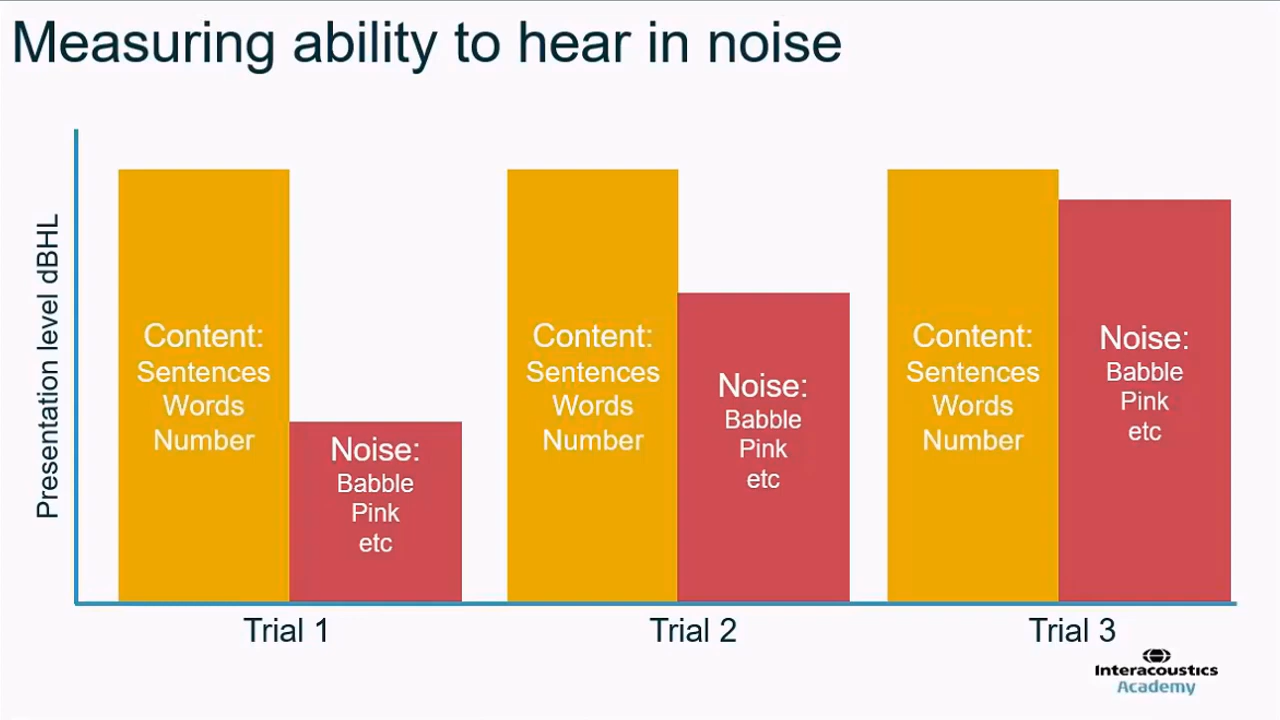 Measuring ability to hear in noise
Presentation level dBHL
Content:
Sentences
Words
Number
Noise:
Babble
Pink
etc
Content:
Sentences
Words
Number
Noise:
Babble
Pink
etc
Content:
Sentences
Words
Number
Noise:
Babble
Pink
etc
Trial 1
Trial 2
Trial 3
Interacoustics
Academy